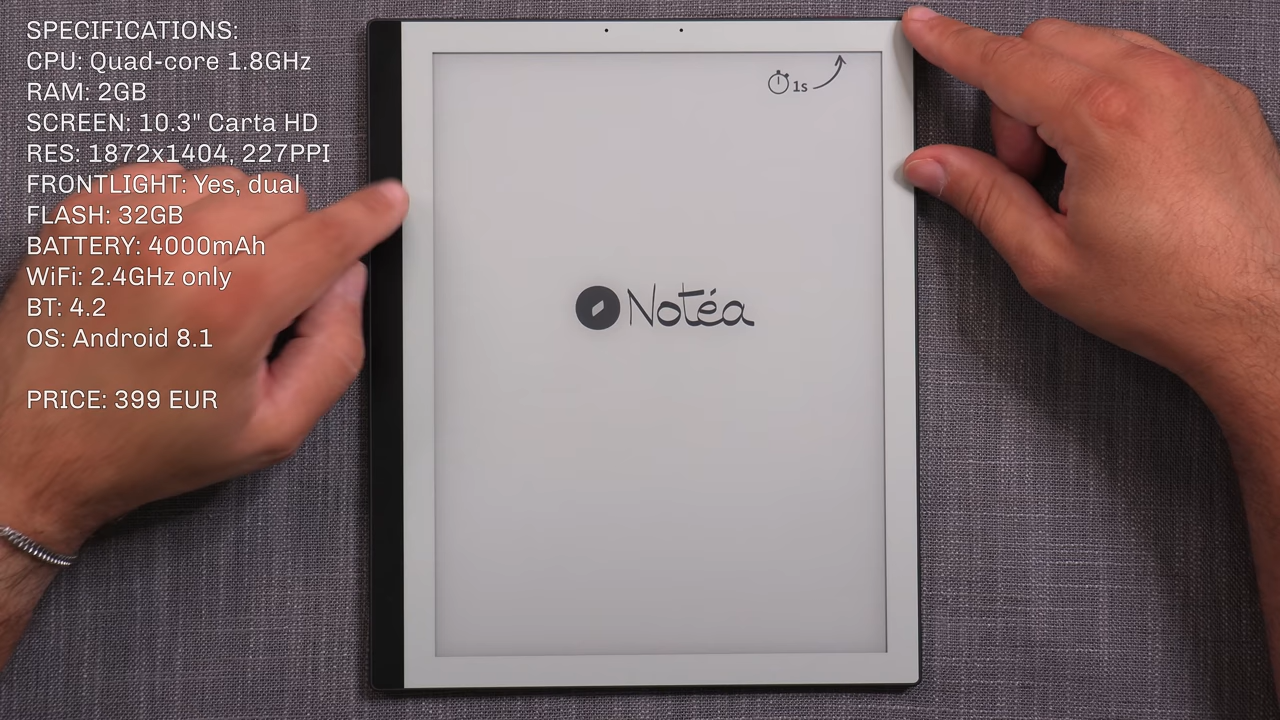 SPECIFICATIONS:
CPU: Quad-core 1.8GHz
RAM: 2GB
SCREEN: 10.3" Carta HD
RES: 1872x1404, 227PPI
FRONTLIGHT: Yes, dual
FLASH: 32GB
BATTERY: 4000mAh
WiFi: 2.4GHz only
BT: 4.2
OS: Android 8.1
PRICE: 399 EUR
1s
Notéa